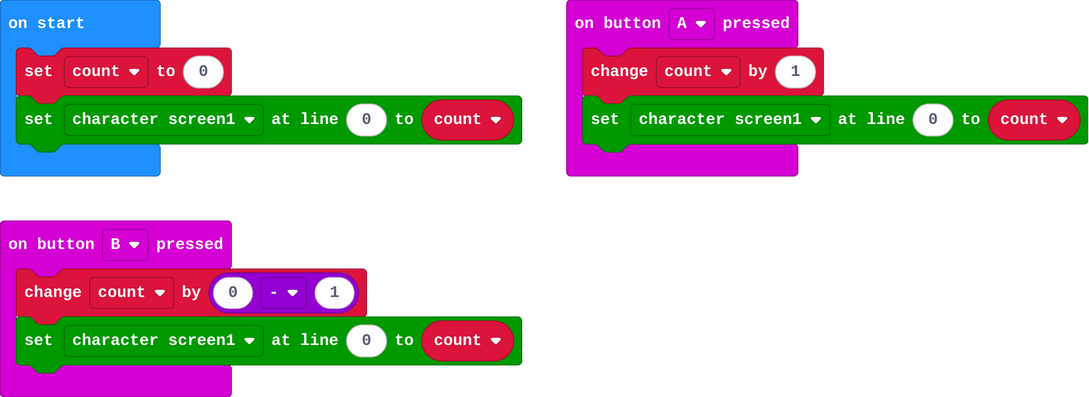 on start
set count to 0
set character screen1 at line 0 to count
on button A pressed
change count by 1
set character screen1 at line 0 to count
on button B pressed
change count by 0 - 1
set character screen1 at line 0 to count